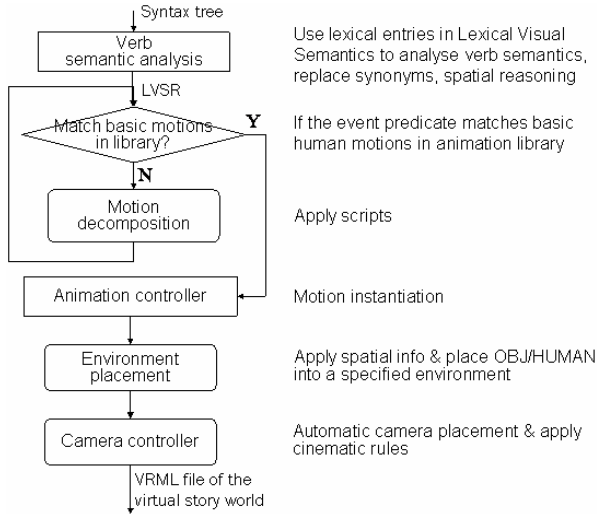 Syntax tree
Verb
semantic analysis
Use lexical entries in Lexical Visual
Semantics to analyse verb semantics,
replace synonyms, spatial reasoning
LVSR
Match basic motions
in library?
Y
If the event predicate matches basic
human motions in animation library
N
Motion
decomposition
Apply scripts
Animation controller
Motion instantiation
Environment
placement
Apply spatial info & place OBJ/HUMAN
into a specified environment
Camera controller
Automatic camera placement & apply
cinematic rules
VRML file of the
virtual story world